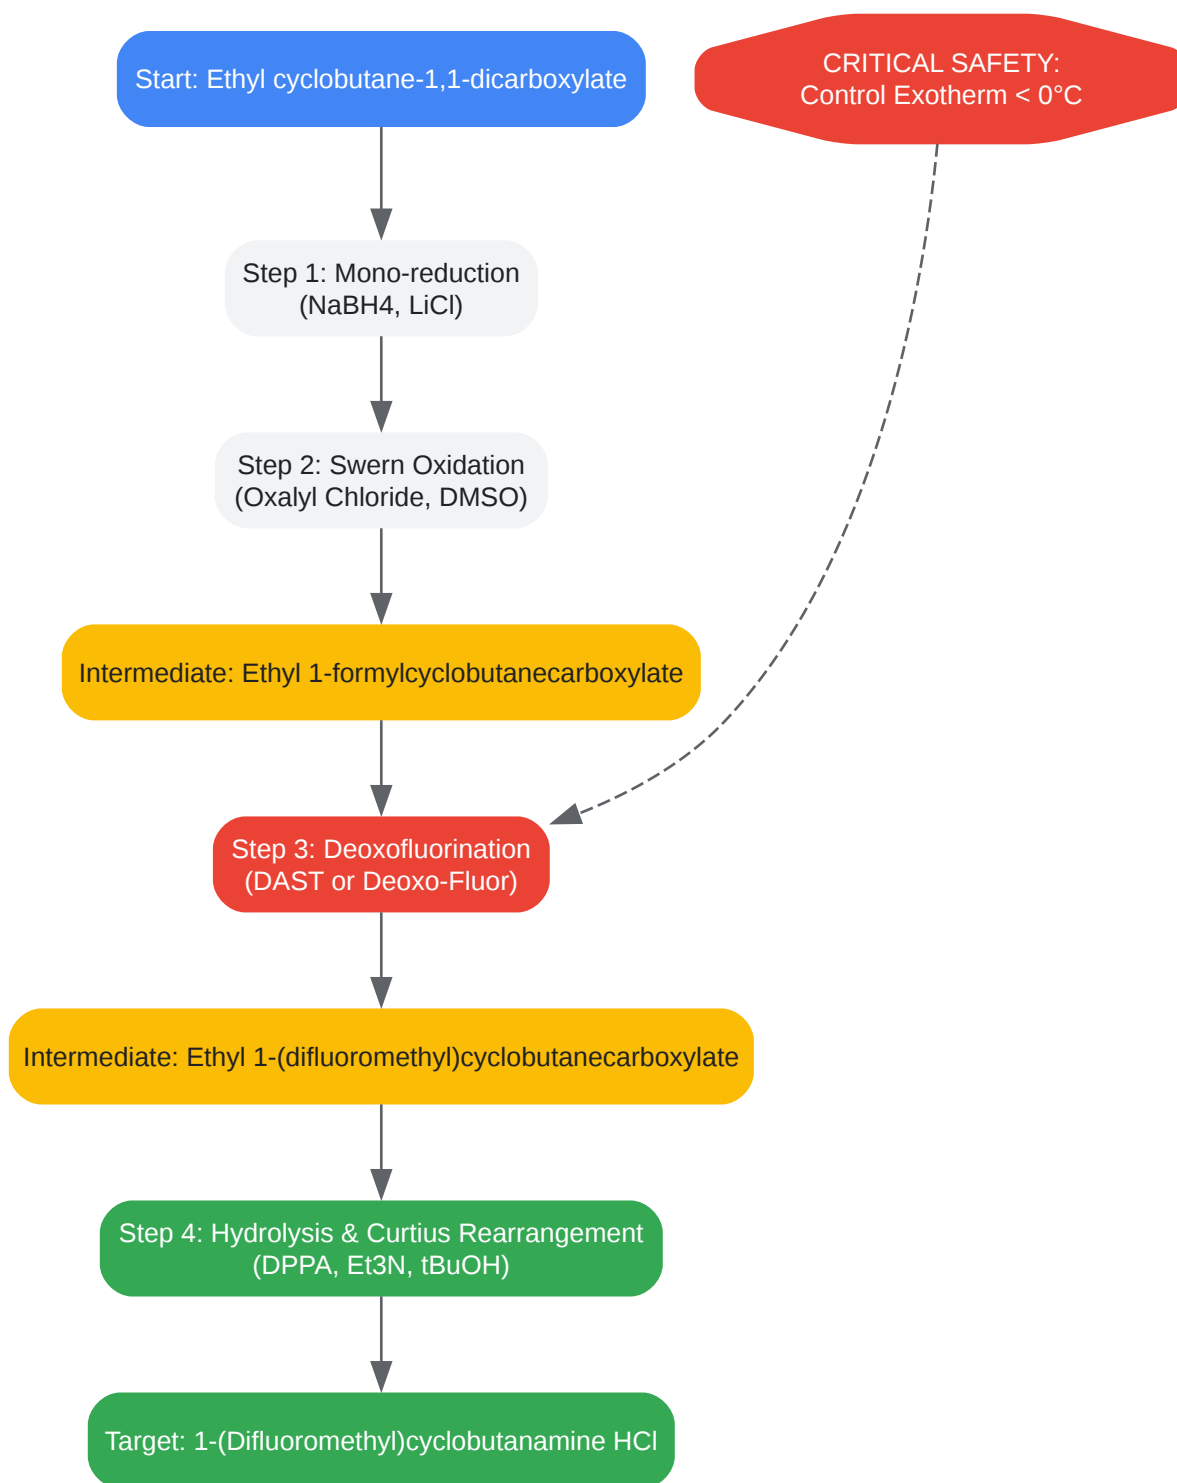 Start: Ethyl cyclobutane-1,1-dicarboxylate
CRITICAL SAFETY:
Control Exotherm < 0°C
Step 1: Mono-reduction
(NaBH4, LiCl)
Step 2: Swern Oxidation
(Oxalyl Chloride, DMSO)
Intermediate: Ethyl 1-formylcyclobutanecarboxylate
Step 3: Deoxofluorination
(DAST or Deoxo-Fluor)
Intermediate: Ethyl 1-(difluoromethyl)cyclobutanecarboxylate
Step 4: Hydrolysis & Curtius Rearrangement
(DPPA, Et3N, tBuOH)
Target: 1-(Difluoromethyl)cyclobutanamine HCl